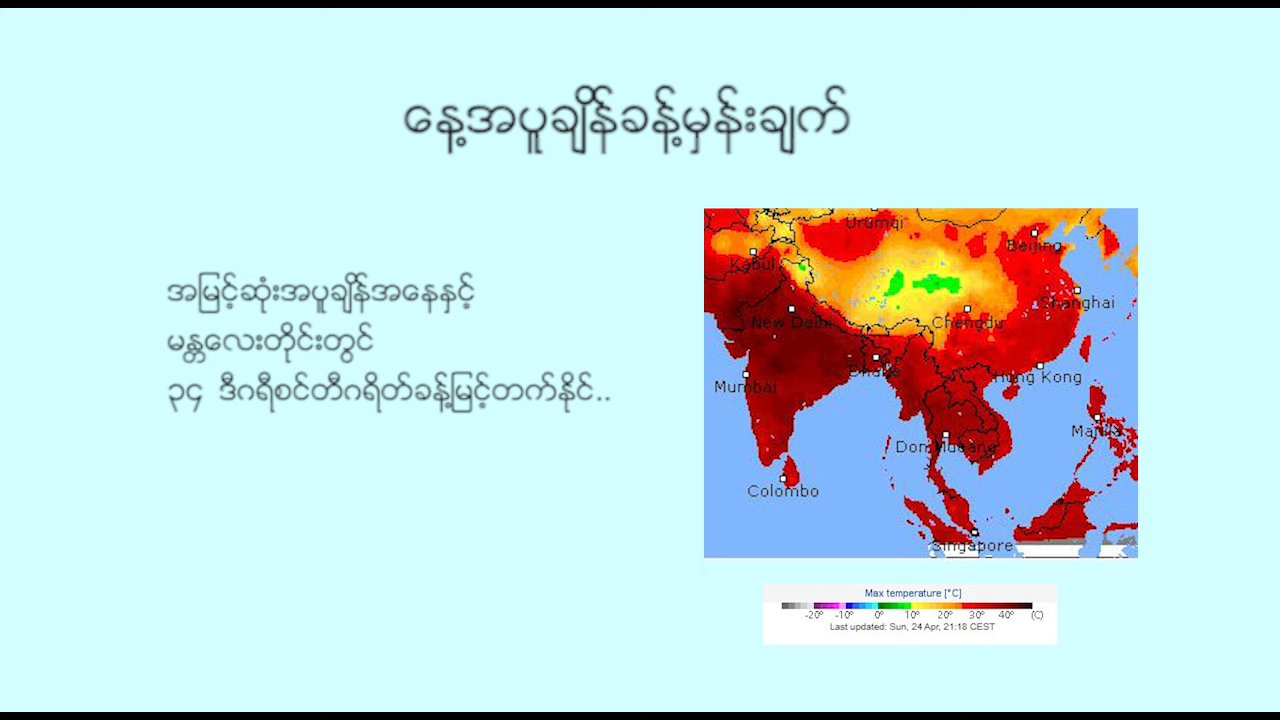 နေ့အပူချိန်ခန့်မှန်းချက်
အမြင့်ဆုံးအပူချိန်အနေနှင့်
မန္တလေးတိုင်းတွင်
၃၄ ဒီဂရီစင်တီဂရိတ်ခန့်မြင့်တက်နိုင်..
Ürümqi
Beijing
Kabul
Shanghai
New Delhi
Chengdu
Dhaka
Hong Kong
Mumbai
Manila
Don Mueang
Colombo
Singapore
Max temperature [°C]
-20° -10° 0° 10° 20° 30° 40° (C)
Last updated: Sun, 24 Apr, 21:18 CEST